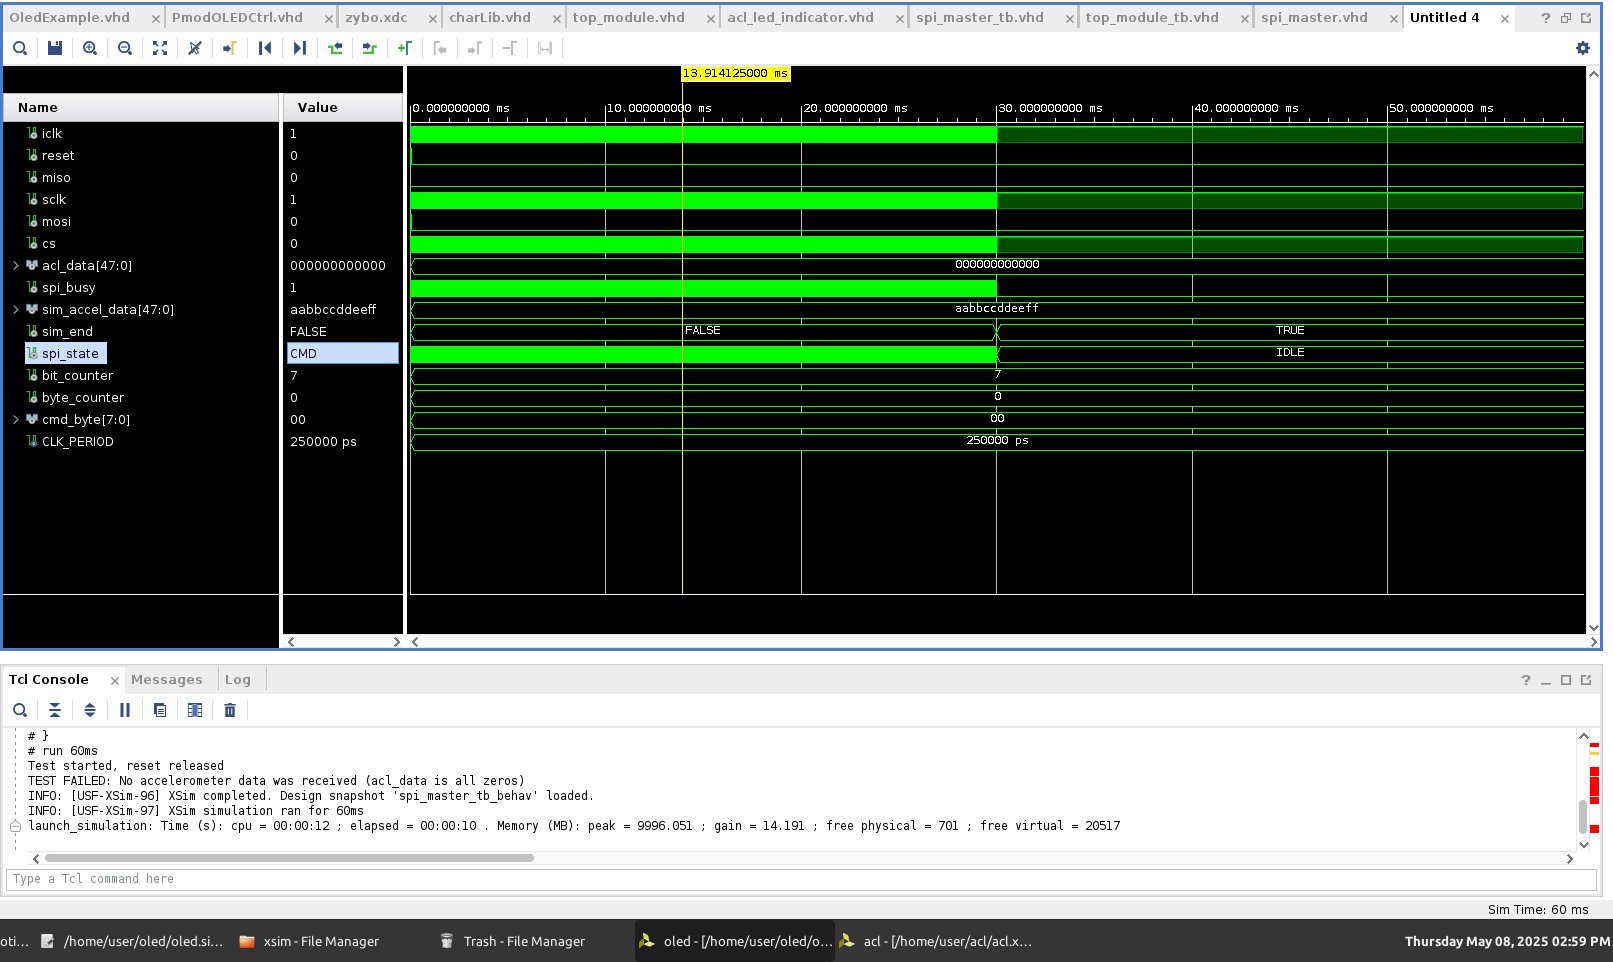 OledExample.vhd × PmodOLEDCtrl.vhd × zybo.xdc × charLib.vhd × top_module.vhd × acl_led_indicator.vhd × spi_master_tb.vhd × top_module_tb.vhd × spi_master.vhd × Untitled 4 ×
13.914125000 ms
Name Value
0.000000000 ms 10.000000000 ms 20.000000000 ms 30.000000000 ms 40.000000000 ms 50.000000000 ms
iclk 1
reset 0
miso 0
sclk 1
mosi 0
cs 0
acl_data[47:0] 000000000000 000000000000
spi_busy 1
sim_accel_data[47:0] aabbccddeeff aabbccddeeff
sim_end FALSE FALSE TRUE
spi_state CMD IDLE
bit_counter 7 7
byte_counter 0 0
cmd_byte[7:0] 00 00
CLK_PERIOD 250000 ps 250000 ps
Tcl Console × Messages Log
# }
# run 60ms
Test started, reset released
TEST FAILED: No accelerometer data was received (acl_data is all zeros)
INFO: [USF-XSim-96] XSim completed. Design snapshot 'spi_master_tb_behav' loaded.
INFO: [USF-XSim-97] XSim simulation ran for 60ms
launch_simulation: Time (s): cpu = 00:00:12 ; elapsed = 00:00:10 . Memory (MB): peak = 9996.051 ; gain = 14.191 ; free physical = 701 ; free virtual = 20517
Type a Tcl command here
Sim Time: 60 ms
oti... /home/user/oled/oled.si... xsim - File Manager Trash - File Manager oled - [/home/user/oled/o... acl - [/home/user/acl/acl.x... Thursday May 08, 2025 02:59 PM